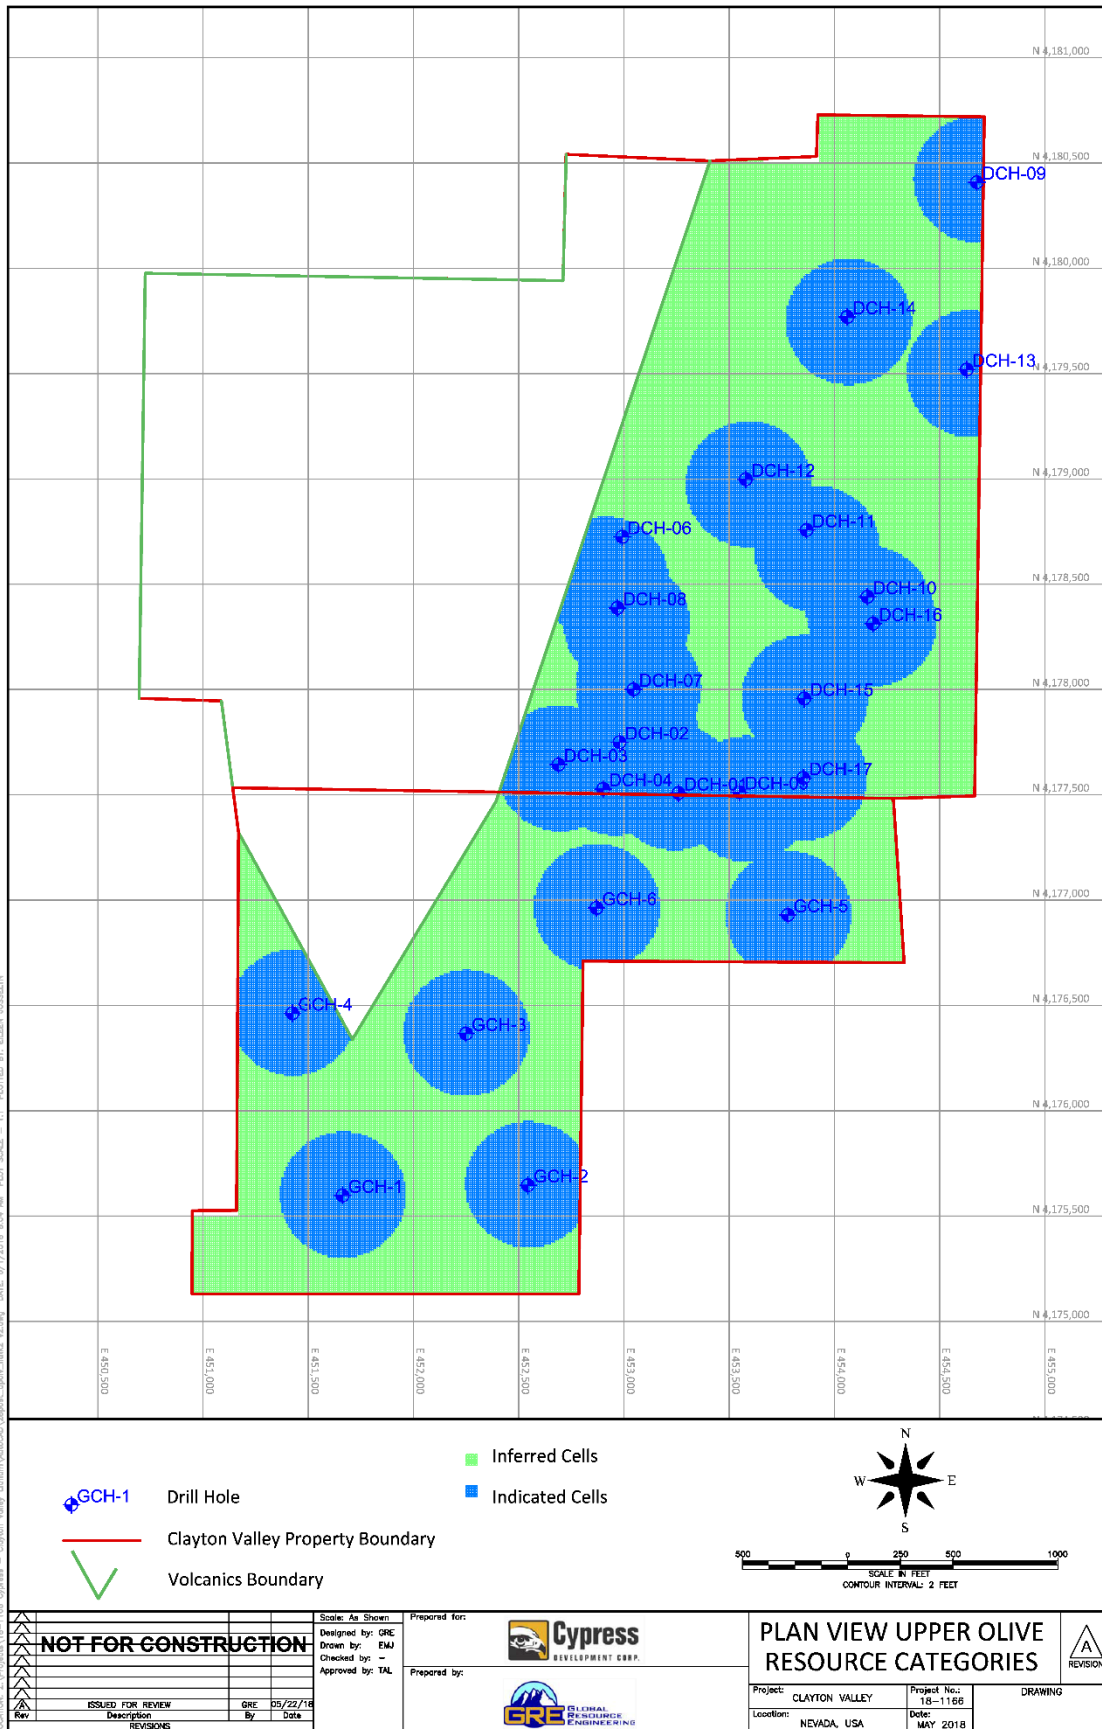 N 4,181,000
N 4,180,500
DCH-09
N 4,180,000
DCH-14
DCH-13
N 4,179,500
DCH-12
N 4,179,000
DCH-11
DCH-06
N 4,178,500
DCH-10
DCH-08
DCH-16
DCH-07
N 4,178,000
DCH-15
DCH-02
DCH-03
DCH-17
DCH-04
DCH-01
N 4,177,500
GCH-6
N 4,177,000
GCH-5
GCH-4
N 4,176,500
GCH-3
N 4,176,000
GCH-2
GCH-1
N 4,175,500
N 4,175,000
E 450,500
E 451,000
E 451,500
E 452,000
E 452,500
E 453,000
E 453,500
E 454,000
E 454,500
E 455,000
Inferred Cells
Indicated Cells
GCH-1 Drill Hole
Clayton Valley Property Boundary
Volcanics Boundary
N
W E
S
500 0 250 500 1000
SCALE IN FEET
CONTOUR INTERVAL: 2 FEET
NOT FOR CONSTRUCTION
A ISSUED FOR REVIEW GRE 05/22/18
Rev Description By Date
REVISIONS
Scale: As Shown
Designed by: GRE
Drawn by: EMJ
Checked by: -
Approved by: TAL
Prepared for:
Cypress
DEVELOPMENT CORP.
Prepared by:
GRE
GLOBAL
RESOURCE
ENGINEERING
PLAN VIEW UPPER OLIVE
RESOURCE CATEGORIES
A
REVISION
Project: CLAYTON VALLEY
Project No.: 18-1166
DRAWING
Location: NEVADA, USA
Date: MAY 2018